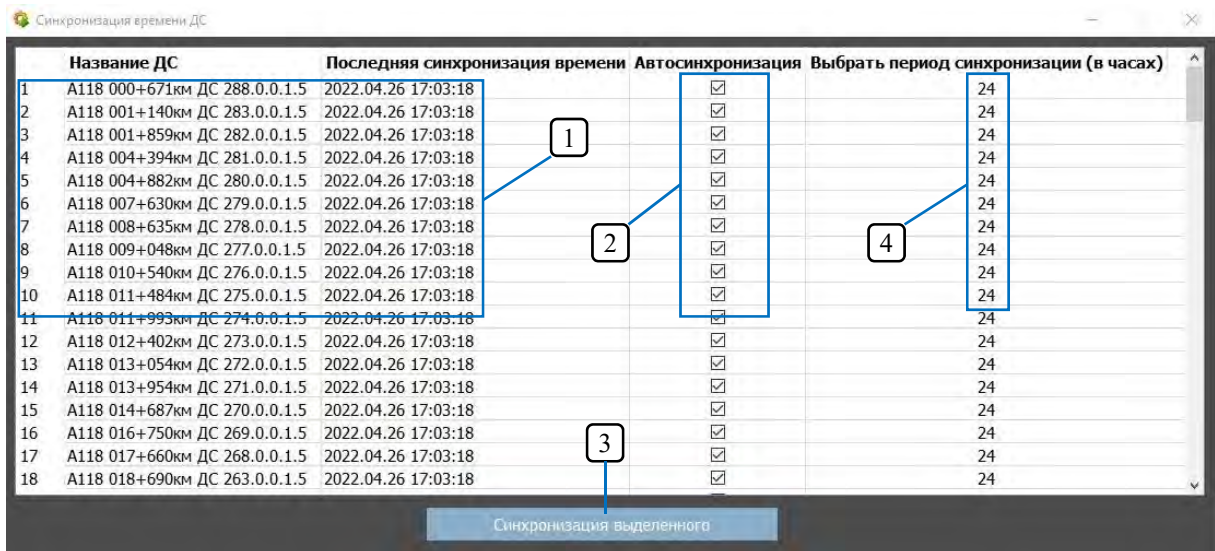 Синхронизация времени ДС
Название ДС Последняя синхронизация времени Автосинхронизация Выбрать период синхронизации (в часах)
1 А118 000+671км ДС 288.0.0.1.5 2022.04.26 17:03:18 24
2 А118 001+140км ДС 283.0.0.1.5 2022.04.26 17:03:18 24
3 А118 001+859км ДС 282.0.0.1.5 2022.04.26 17:03:18 1 24
4 А118 004+394км ДС 281.0.0.1.5 2022.04.26 17:03:18 24
5 А118 004+882км ДС 280.0.0.1.5 2022.04.26 17:03:18 24
6 А118 007+630км ДС 279.0.0.1.5 2022.04.26 17:03:18 24
7 А118 008+635км ДС 278.0.0.1.5 2022.04.26 17:03:18 24
8 А118 009+048км ДС 277.0.0.1.5 2022.04.26 17:03:18 2 4 24
9 А118 010+540км ДС 276.0.0.1.5 2022.04.26 17:03:18 24
10 А118 011+484км ДС 275.0.0.1.5 2022.04.26 17:03:18 24
11 А118 011+993км ДС 274.0.0.1.5 2022.04.26 17:03:18 24
12 А118 012+402км ДС 273.0.0.1.5 2022.04.26 17:03:18 24
13 А118 013+054км ДС 272.0.0.1.5 2022.04.26 17:03:18 24
14 А118 013+954км ДС 271.0.0.1.5 2022.04.26 17:03:18 24
15 А118 014+687км ДС 270.0.0.1.5 2022.04.26 17:03:18 24
16 А118 016+750км ДС 269.0.0.1.5 2022.04.26 17:03:18 3 24
17 А118 017+660км ДС 268.0.0.1.5 2022.04.26 17:03:18 24
18 А118 018+690км ДС 263.0.0.1.5 2022.04.26 17:03:18 24
Синхронизация выделенного